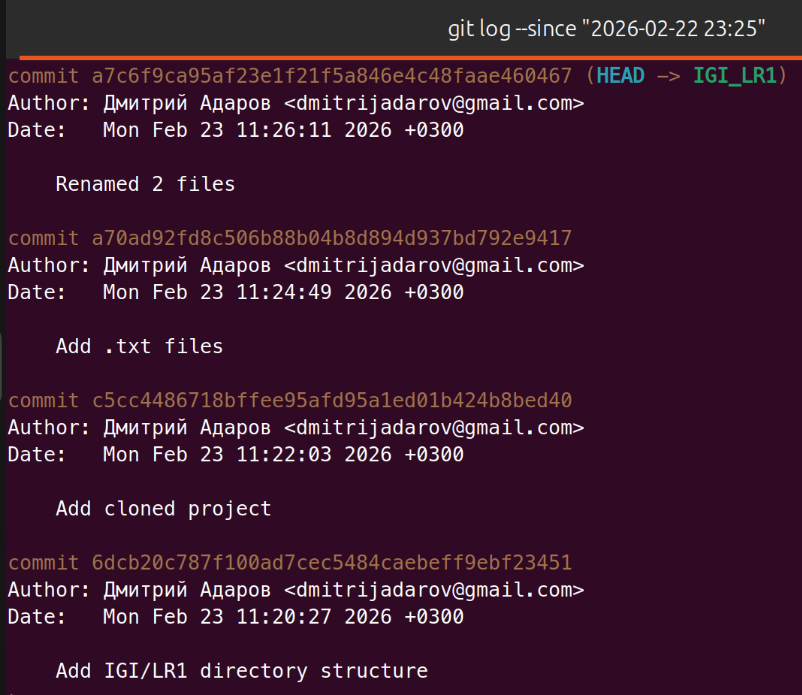 git log --since "2026-02-22 23:25"
commit a7c6f9ca95af23e1f21f5a846e4c48faae460467 (HEAD -> IGI_LR1)
Author: Дмитрий Адаров <dmitrijadarov@gmail.com>
Date:   Mon Feb 23 11:26:11 2026 +0300
Renamed 2 files
commit a70ad92fd8c506b88b04b8d894d937bd792e9417
Author: Дмитрий Адаров <dmitrijadarov@gmail.com>
Date:   Mon Feb 23 11:24:49 2026 +0300
Add .txt files
commit c5cc4486718bffee95afd95a1ed01b424b8bed40
Author: Дмитрий Адаров <dmitrijadarov@gmail.com>
Date:   Mon Feb 23 11:22:03 2026 +0300
Add cloned project
commit 6dcb20c787f100ad7cec5484caebeff9ebf23451
Author: Дмитрий Адаров <dmitrijadarov@gmail.com>
Date:   Mon Feb 23 11:20:27 2026 +0300
Add IGI/LR1 directory structure